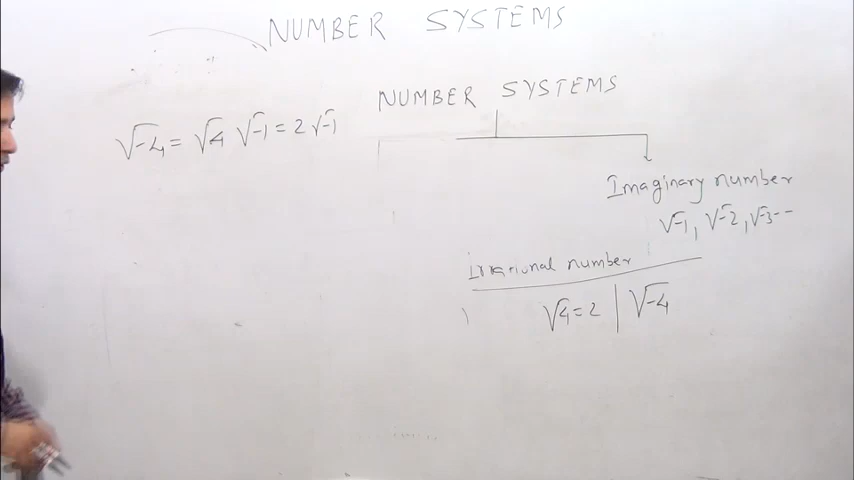 NUMBER SYSTEMS
NUMBER SYSTEMS
√-4 = √4 √-1 = 2 √-1
Imaginary number
√-1, √-2, √-3--
Irrational number
√4 = 2 | √-4